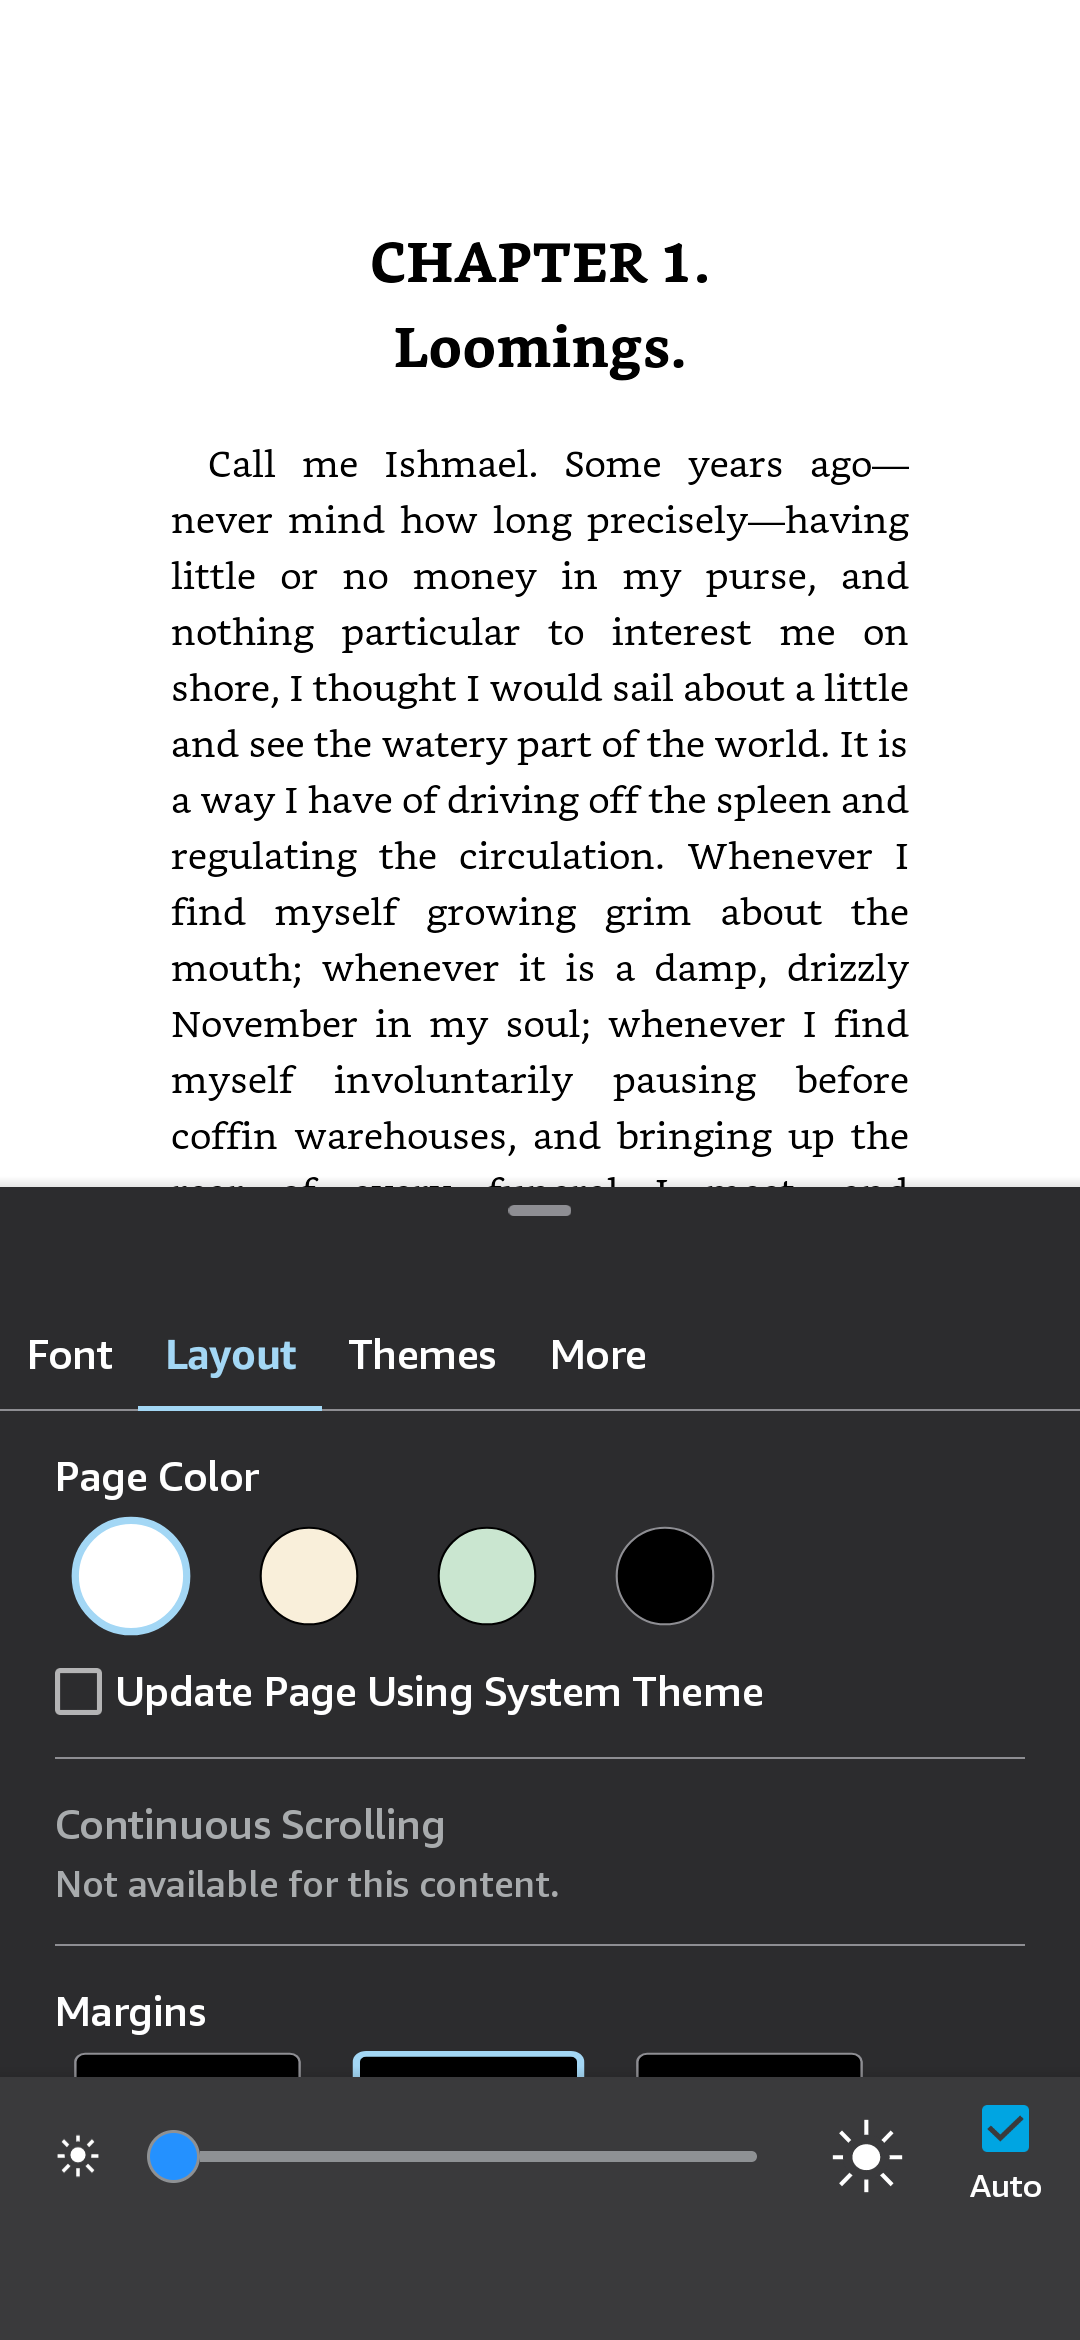 CHAPTER 1.
Loomings.
Call me Ishmael. Some years ago—
never mind how long precisely—having
little or no money in my purse, and
nothing particular to interest me on
shore, I thought I would sail about a little
and see the watery part of the world. It is
a way I have of driving off the spleen and
regulating the circulation. Whenever I
find myself growing grim about the
mouth; whenever it is a damp, drizzly
November in my soul; whenever I find
myself involuntarily pausing before
coffin warehouses, and bringing up the
Font Layout Themes More
Page Color
Update Page Using System Theme
Continuous Scrolling
Not available for this content.
Margins
Auto